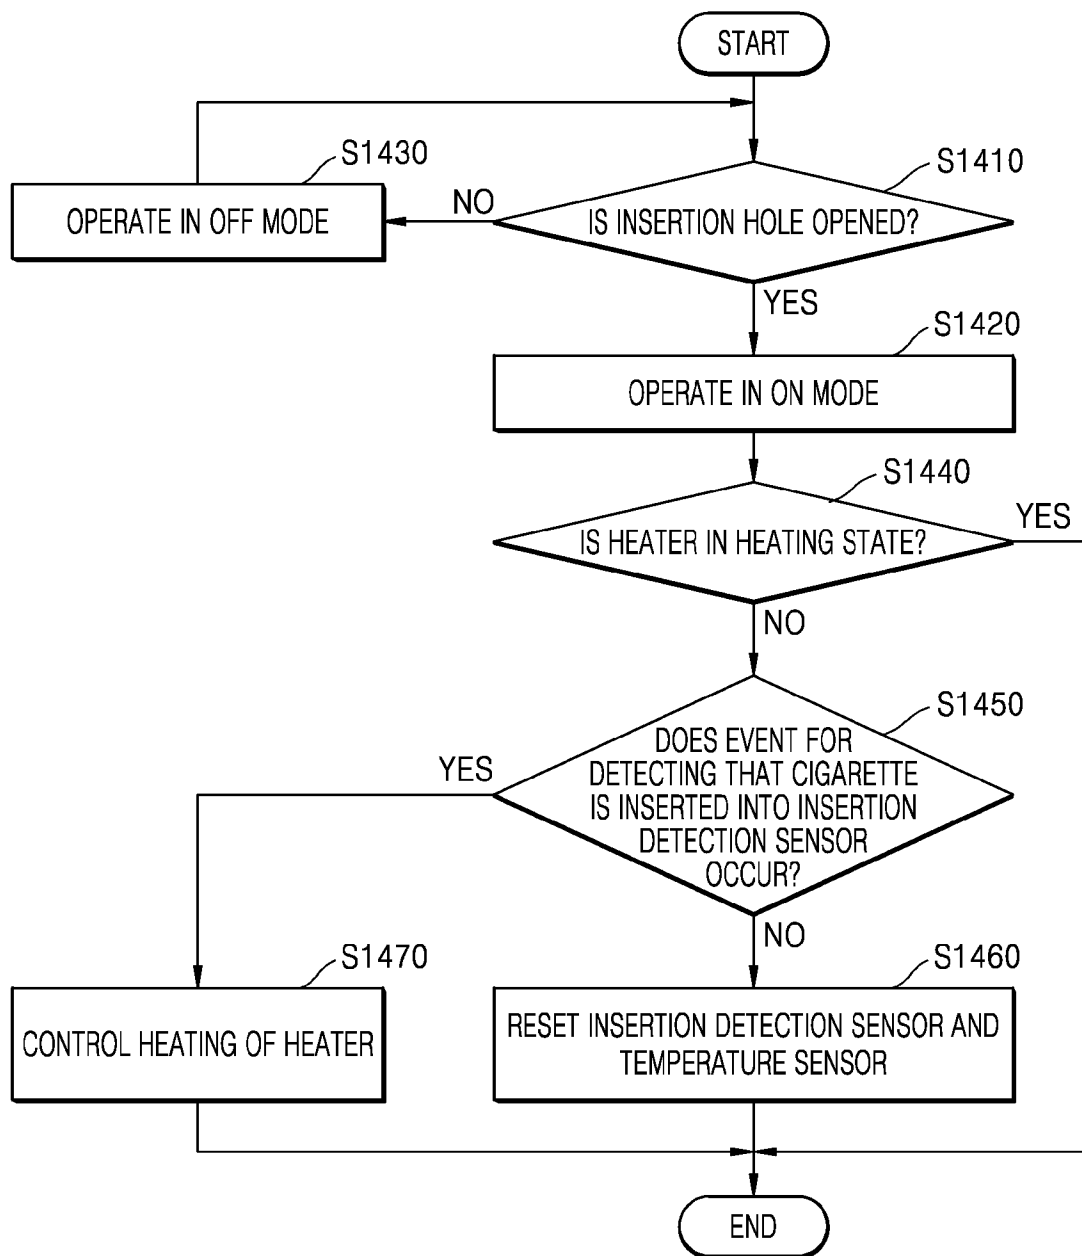 START
S1430
S1410
OPERATE IN OFF MODE
NO
IS INSERTION HOLE OPENED?
YES
S1420
OPERATE IN ON MODE
S1440
YES
IS HEATER IN HEATING STATE?
NO
S1450
DOES EVENT FOR
DETECTING THAT CIGARETTE
IS INSERTED INTO INSERTION
DETECTION SENSOR
OCCUR?
YES
NO
S1470
S1460
CONTROL HEATING OF HEATER
RESET INSERTION DETECTION SENSOR AND
TEMPERATURE SENSOR
END